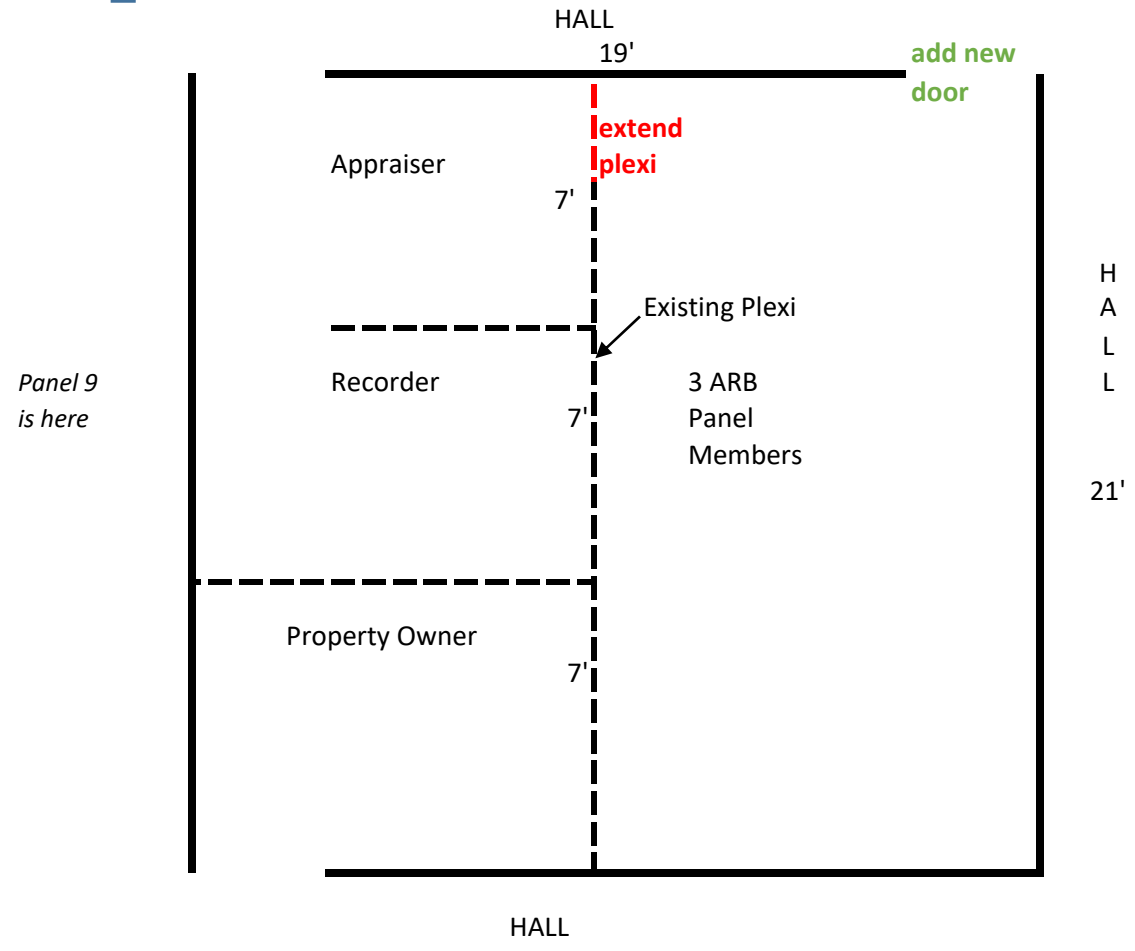 HALL
19'
add new
door
extend
plexi
Appraiser
7'
Existing Plexi
Recorder
7'
3 ARB
Panel
Members
Panel 9
is here
H
A
L
L
21'
Property Owner
7'
HALL